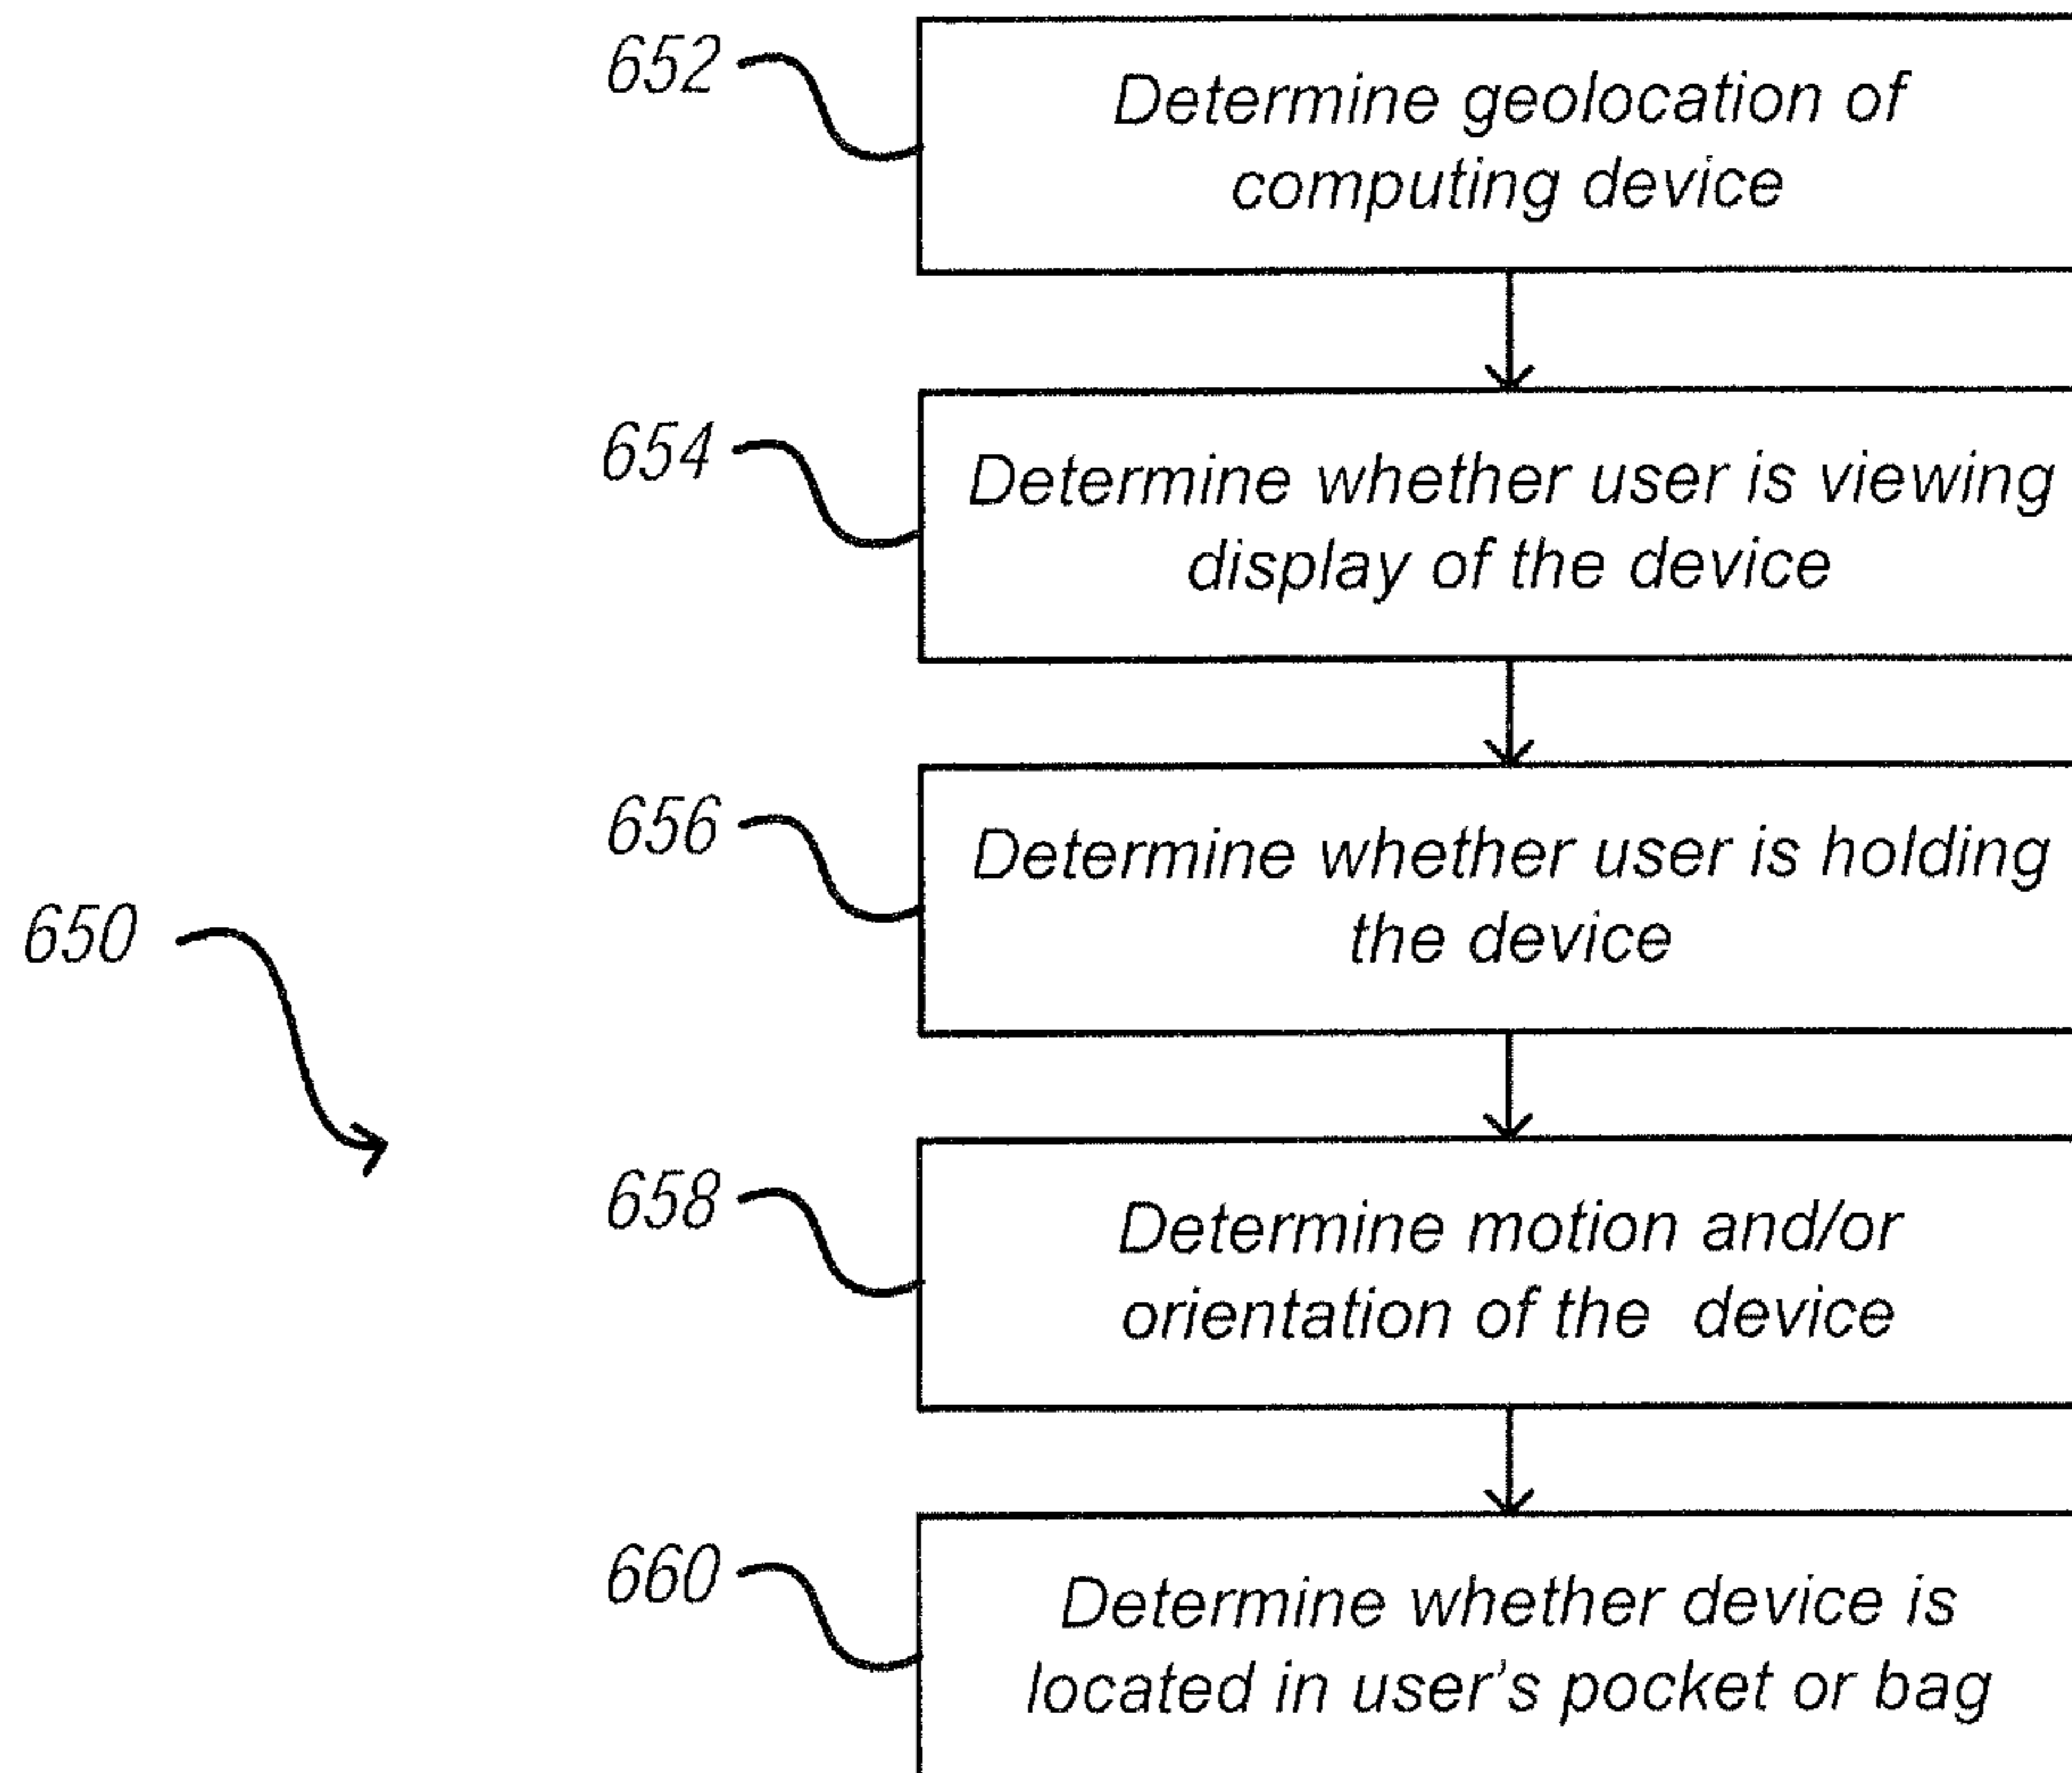 652
Determine geolocation of
computing device
654
Determine whether user is viewing
display of the device
656
Determine whether user is holding
the device
650
658
Determine motion and/or
orientation of the device
660
Determine whether device is
located in user's pocket or bag